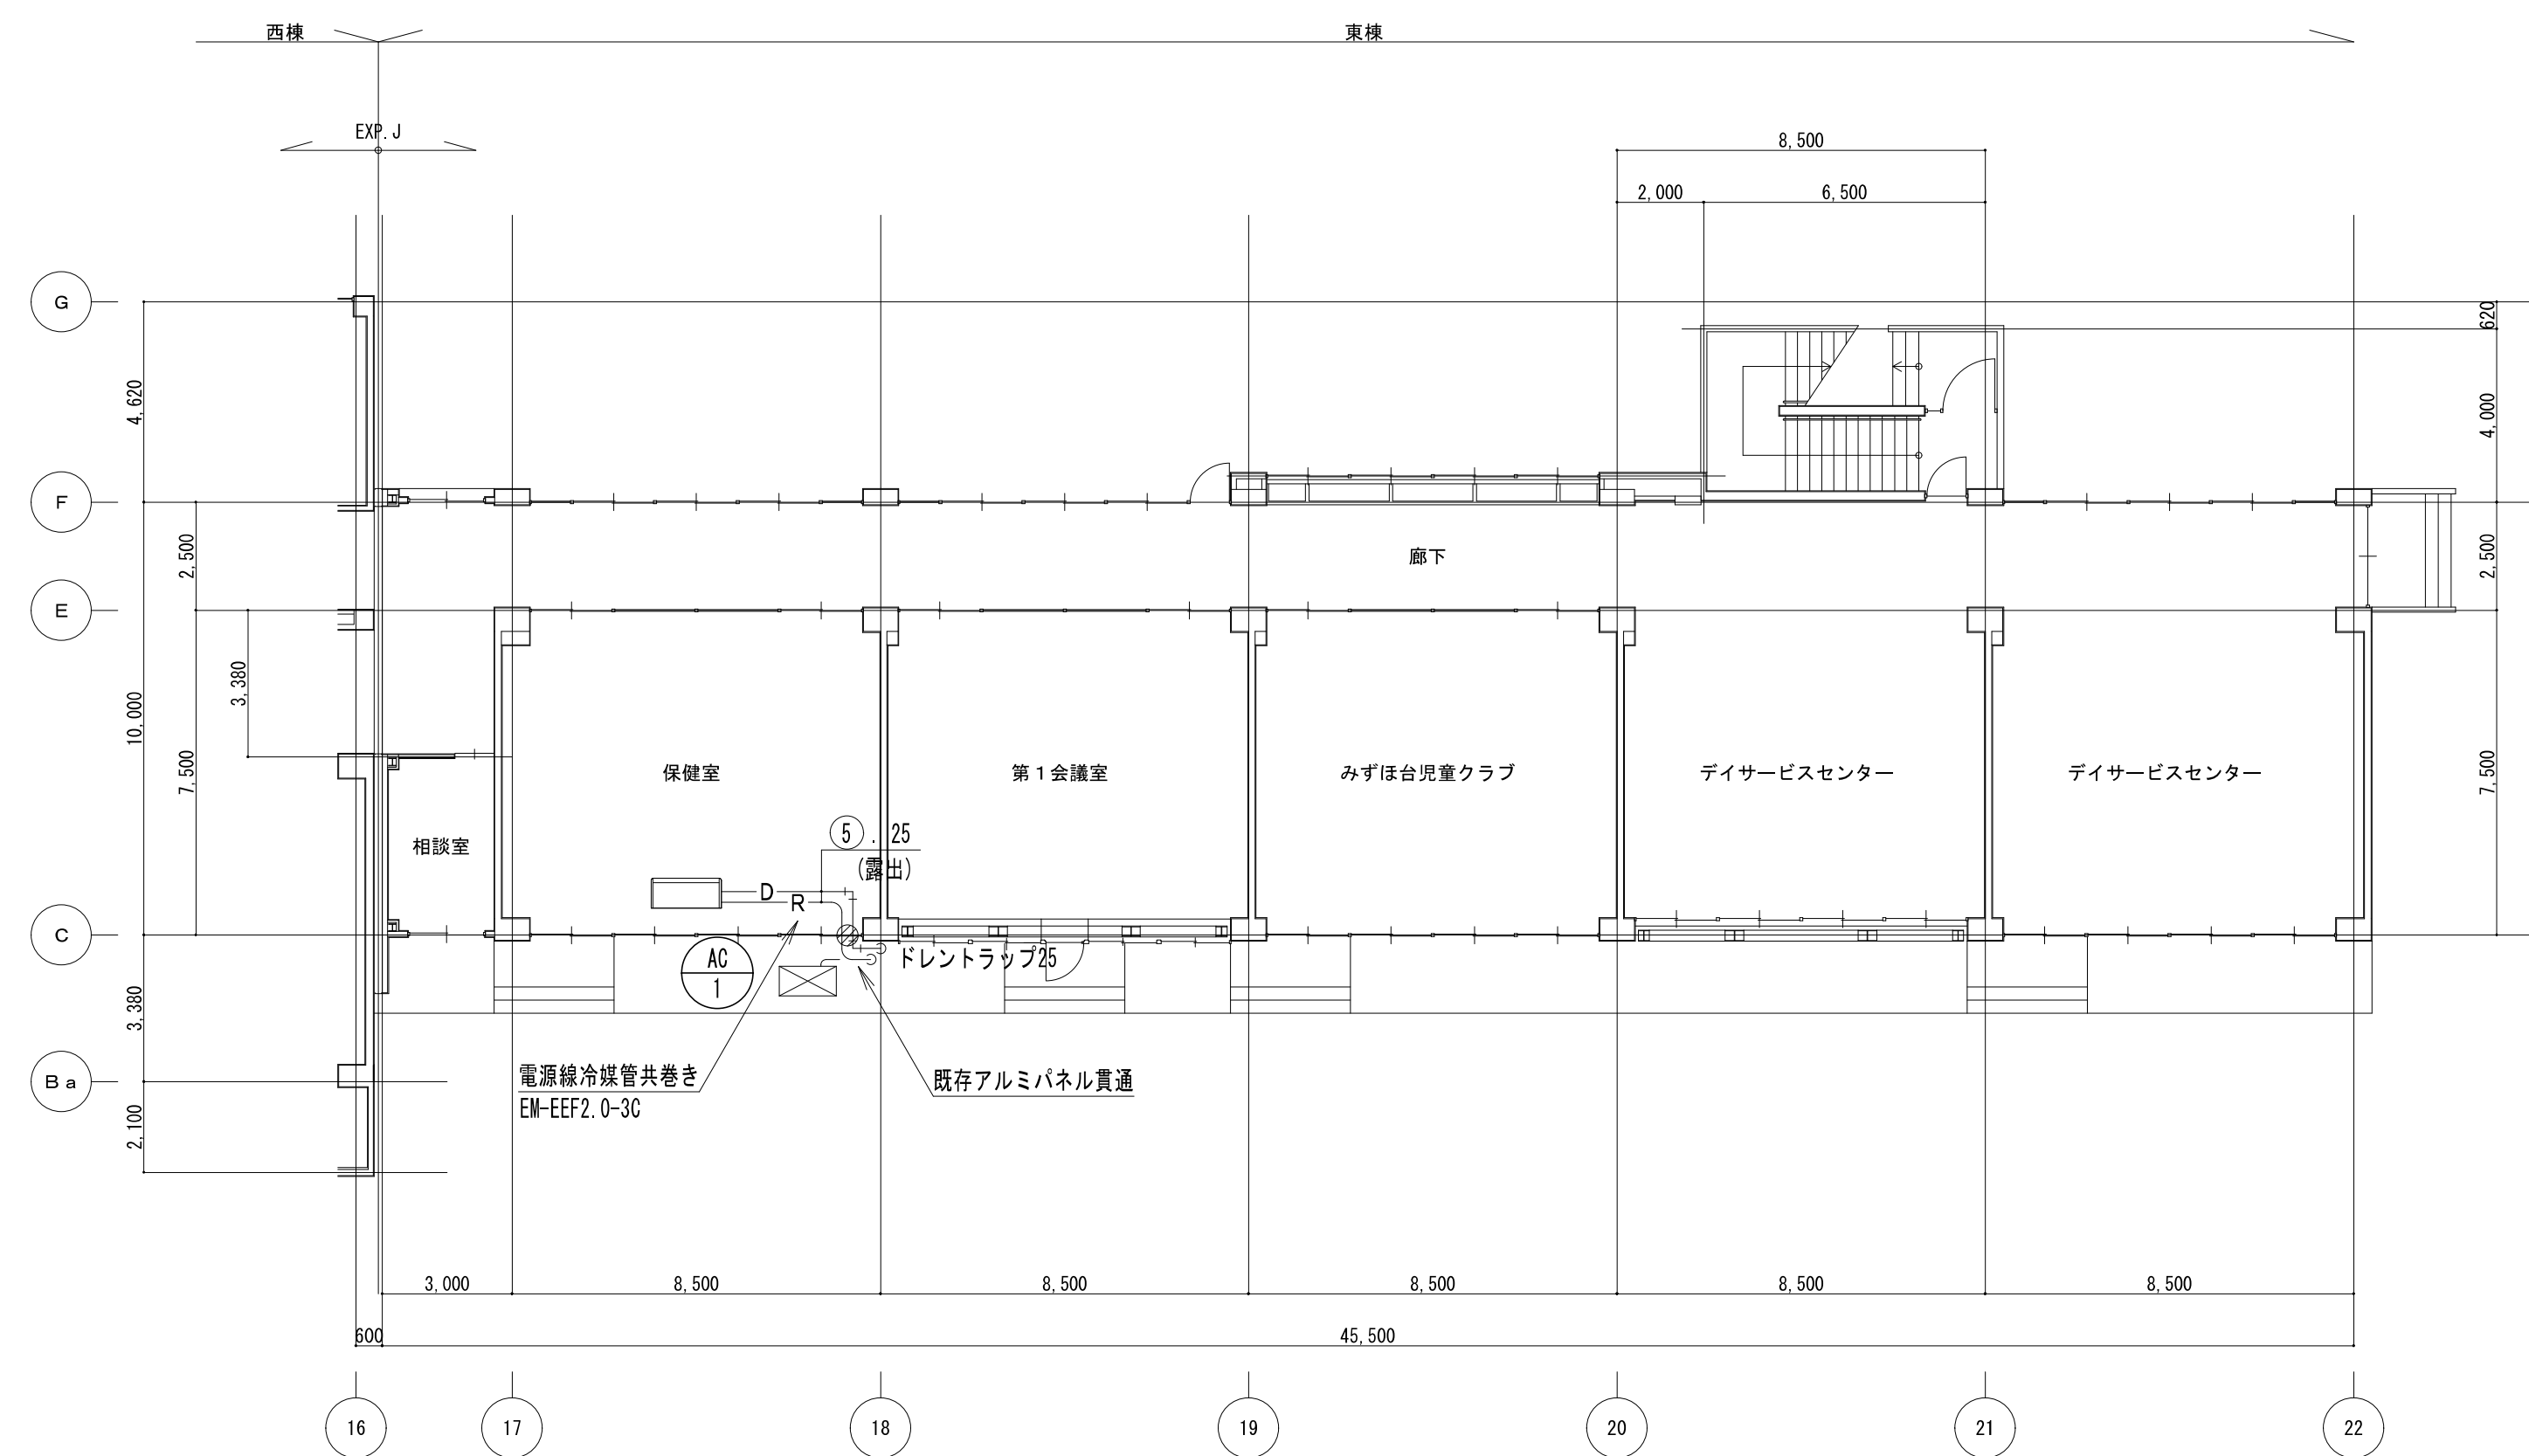 西棟
東棟
EXP.J
8,500
2,000
6,500
G
620
4,620
4,000
F
2,500
廊下
2,500
E
3,380
10,000
7,500
保健室
第1会議室
みずほ台児童クラブ
デイサービスセンター
デイサービスセンター
7,500
相談室
5 . 25
(露出)
D
R
C
AC
1
ドレントラップ25
3,380
電源線冷媒管共巻き
EM-EEF2.0-3C
既存アルミパネル貫通
Ba
2,100
3,000
8,500
8,500
8,500
8,500
8,500
600
45,500
16
17
18
19
20
21
22